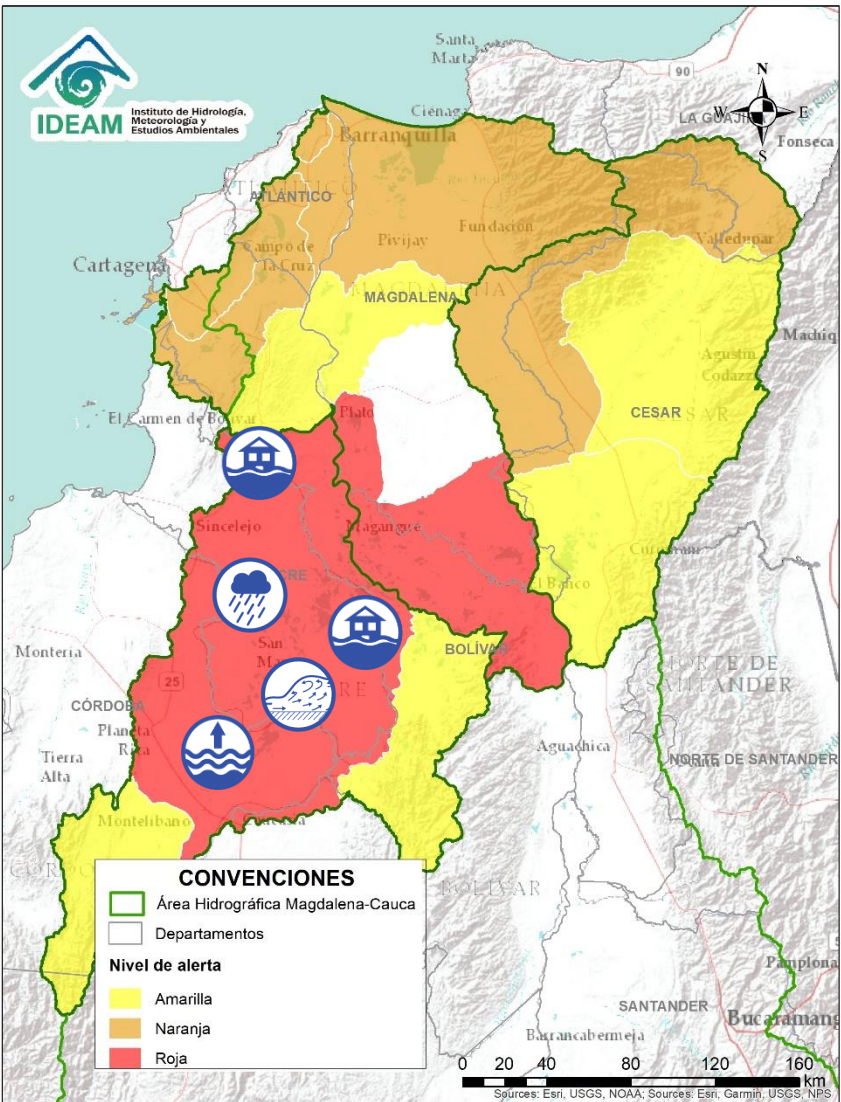 Santa
Marta
90
N
W
E
S
IDEAM
Instituto de Hidrología,
Meteorología y
Estudios Ambientales
Ciénaga
LA GUAJIRA
Barranquilla
Fonseca
ATLÁNTICO
Campo de
la Cruz
Pivijay
Fundacion
Valledupar
Cartagena
MAGDALENA
Agustín
Codazzi
El Carmen de Bolívar
Plato
CESAR
Sincelejo
Magangué
El Banco
San
Montería
BOLÍVAR
NORTE DE
SANTANDER
25
CÓRDOBA
Planeta
Rica
Tierra
Alta
Aguachica
NORTE DE SANTANDER
Montelíbano
CONVENCIONES
Área Hidrográfica Magdalena-Cauca
Departamentos
Nivel de alerta
Amarilla
Naranja
Roja
BOLÍVAR
Pamplona
SANTANDER
Bucaramang
Barrancabermeja
0 20 40 80 120 160
km
Sources: Esri, USGS, NOAA; Sources: Esri, Garmin, USGS, NPS